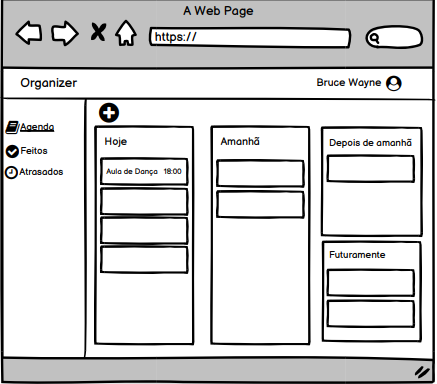 A Web Page
https://
Organizer
Bruce Wayne
Agenda
Feitos
Atrasados
Hoje
Aula de Dança 18:00
Amanhã
Depois de amanhã
Futuramente